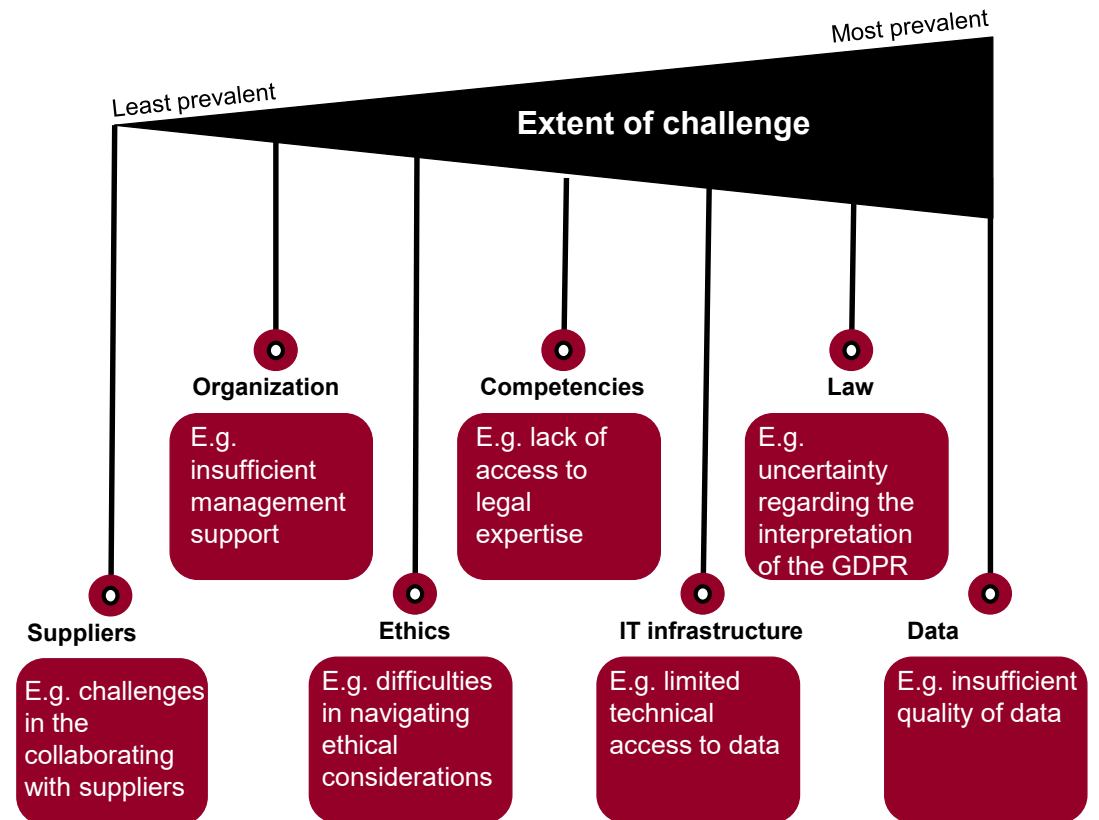 Most prevalent
Least prevalent
Extent of challenge
Organization
E.g.
insufficient
management
support
Competencies
E.g. lack of
access to
legal
expertise
Law
E.g.
uncertainty
regarding the
interpretation
of the GDPR
Suppliers
E.g. challenges
in the
collaborating
with suppliers
Ethics
E.g. difficulties
in navigating
ethical
considerations
IT infrastructure
E.g. limited
technical
access to data
Data
E.g. insufficient
quality of data